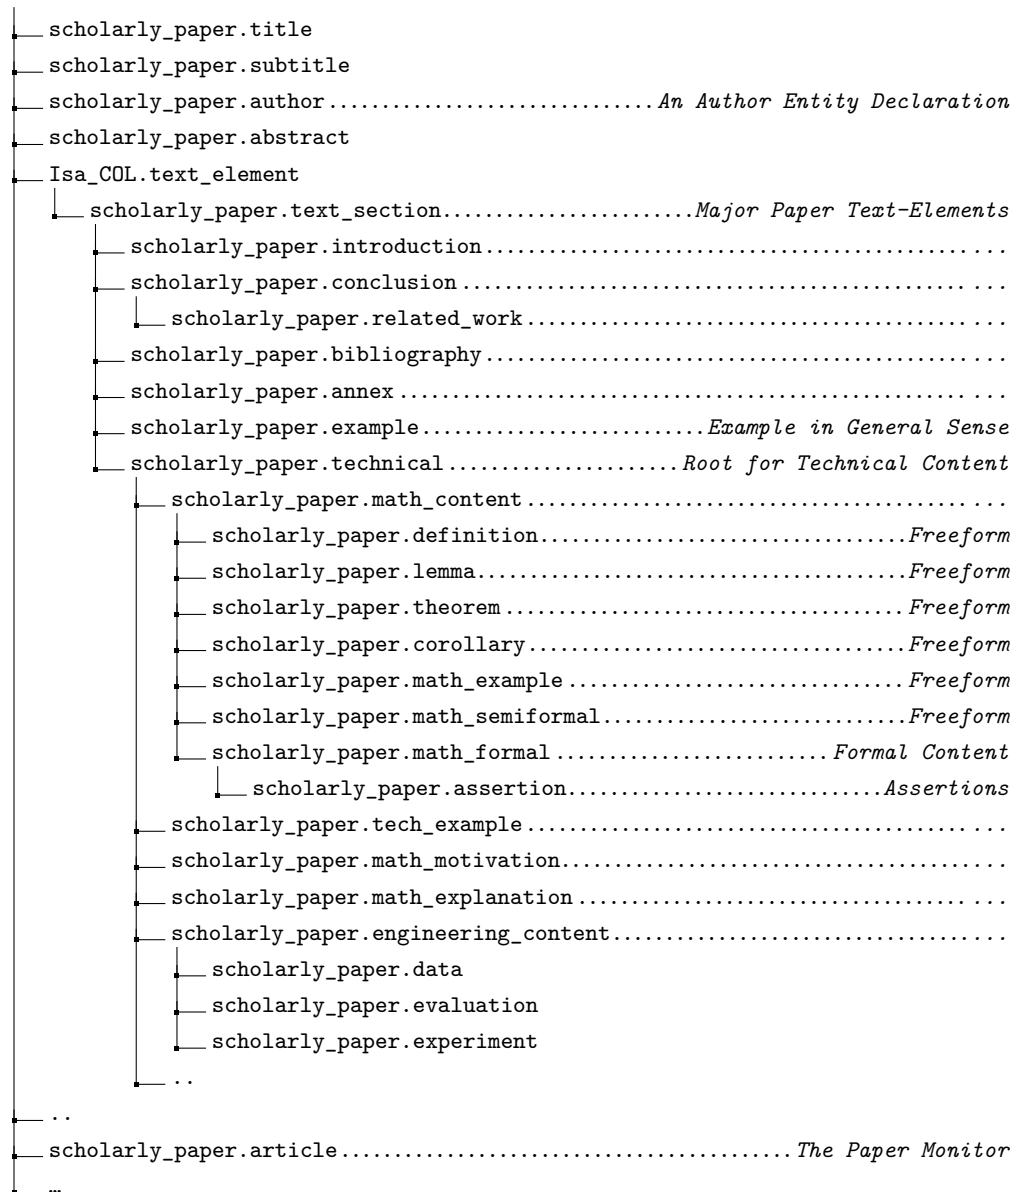 scholarly_paper.title
scholarly_paper.subtitle
scholarly_paper.author..............................An Author Entity Declaration
scholarly_paper.abstract
Isa_COL.text_element
scholarly_paper.text_section.......................Major Paper Text-Elements
scholarly_paper.introduction................................................
scholarly_paper.conclusion..................................................
scholarly_paper.related_work............................................
scholarly_paper.bibliography................................................
scholarly_paper.annex........................................................
scholarly_paper.example..........................Example in General Sense
scholarly_paper.technical......................Root for Technical Content
scholarly_paper.math_content............................................
scholarly_paper.definition..................................Freeform
scholarly_paper.lemma........................................Freeform
scholarly_paper.theorem.....................................Freeform
scholarly_paper.corollary...................................Freeform
scholarly_paper.math_example...............................Freeform
scholarly_paper.math_semiformal............................Freeform
scholarly_paper.math_formal.........................Formal Content
scholarly_paper.assertion.............................Assertions
scholarly_paper.tech_example............................................
scholarly_paper.math_motivation.........................................
scholarly_paper.math_explanation.......................................
scholarly_paper.engineering_content....................................
scholarly_paper.data
scholarly_paper.evaluation
scholarly_paper.experiment
..
..
scholarly_paper.article..........................................The Paper Monitor
…